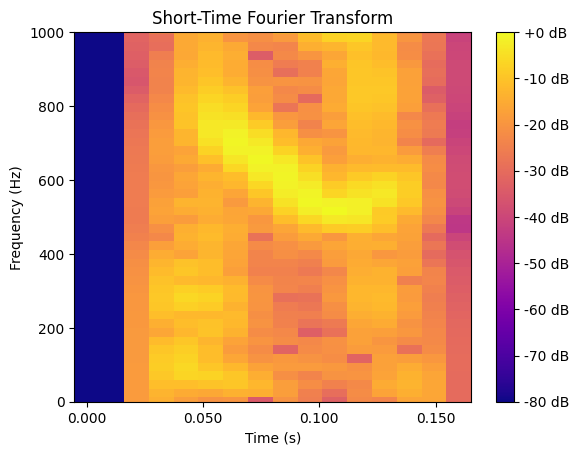 Short-Time Fourier Transform
1000
800
600
400
200
0
Frequency (Hz)
0.000
0.050
0.100
0.150
Time (s)
+0 dB
-10 dB
-20 dB
-30 dB
-40 dB
-50 dB
-60 dB
-70 dB
-80 dB